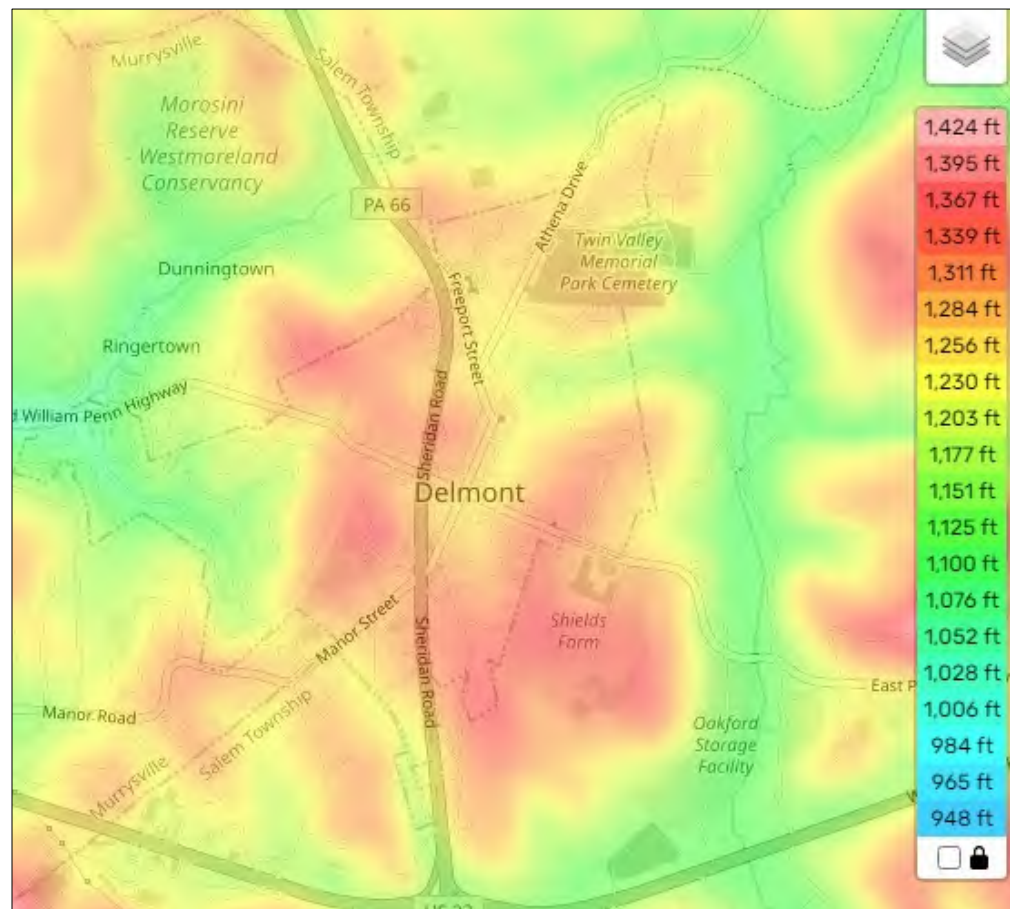 Murrysville
Salem Township
Morosini
Reserve
- Westmoreland
Conservancy
PA 66
Athena Drive
Twin Valley
Memorial
Park Cemetery
Dunningtown
Freeport Street
Ringertown
d William Penn Highway
Sheridan Road
Delmont
Manor Street
Shields
Farm
Sheridan Road
East P
Manor Road
Salem Township
Murrysville
Oakford
Storage
Facility
W
1,424 ft
1,395 ft
1,367 ft
1,339 ft
1,311 ft
1,284 ft
1,256 ft
1,230 ft
1,203 ft
1,177 ft
1,151 ft
1,125 ft
1,100 ft
1,076 ft
1,052 ft
1,028 ft
1,006 ft
984 ft
965 ft
948 ft